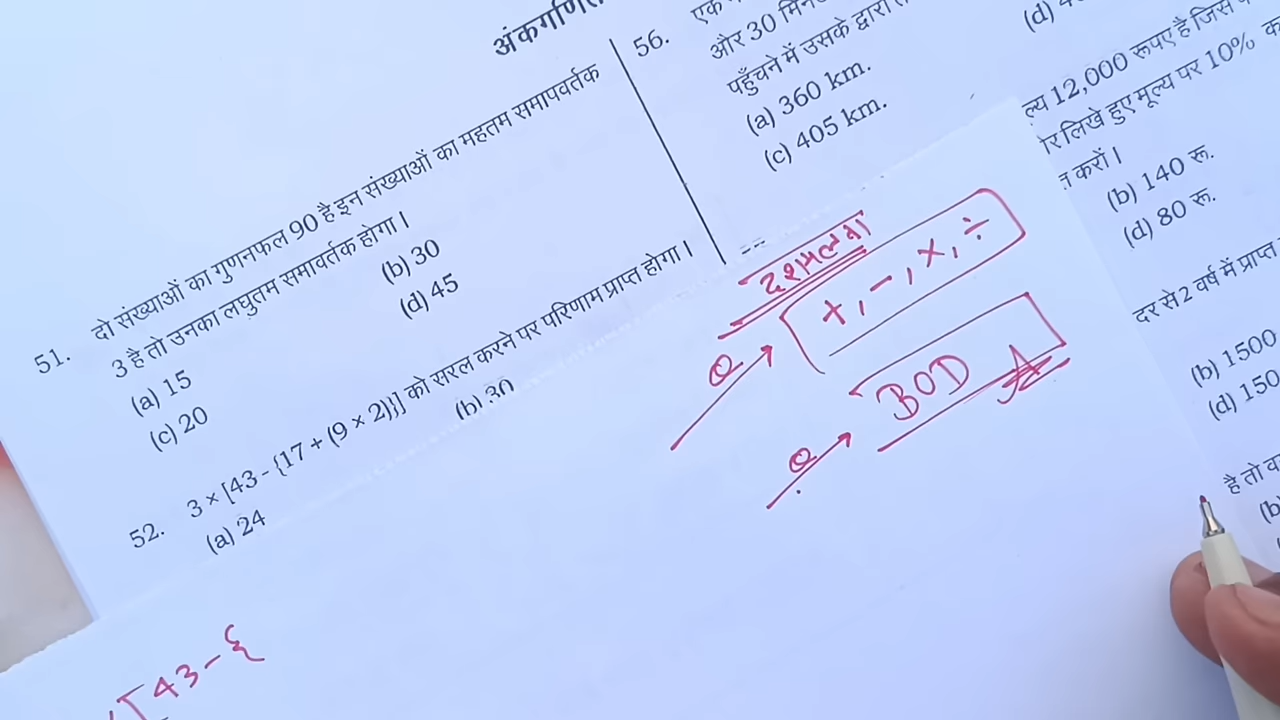 अंकगणित
51. दो संख्याओं का गुणनफल 90 है इन संख्याओं का महतम समापवर्तक
3 है तो उनका लघुतम समावर्तक होगा।
(a) 15 (b) 30
(c) 20 (d) 45
52. 3 × [43 - {17 + (9 × 2)}] को सरल करने पर परिणाम प्राप्त होगा।
(a) 24 (b) 30
56. एक
और 30
पहुँचने में उसके द्वारा
(a) 360 km.
(c) 405 km.
(d)
12,000 रूपए है जिसे
लिखे हुए मूल्य पर 10%
करों।
(b) 140 रू.
(d) 80 रू.
दर से 2 वर्ष में प्राप्त
(b) 1500
(d) 150
है तो
(b)
दशमलव
Q → +, -, ×, ÷
Q → BOD
[43 - {